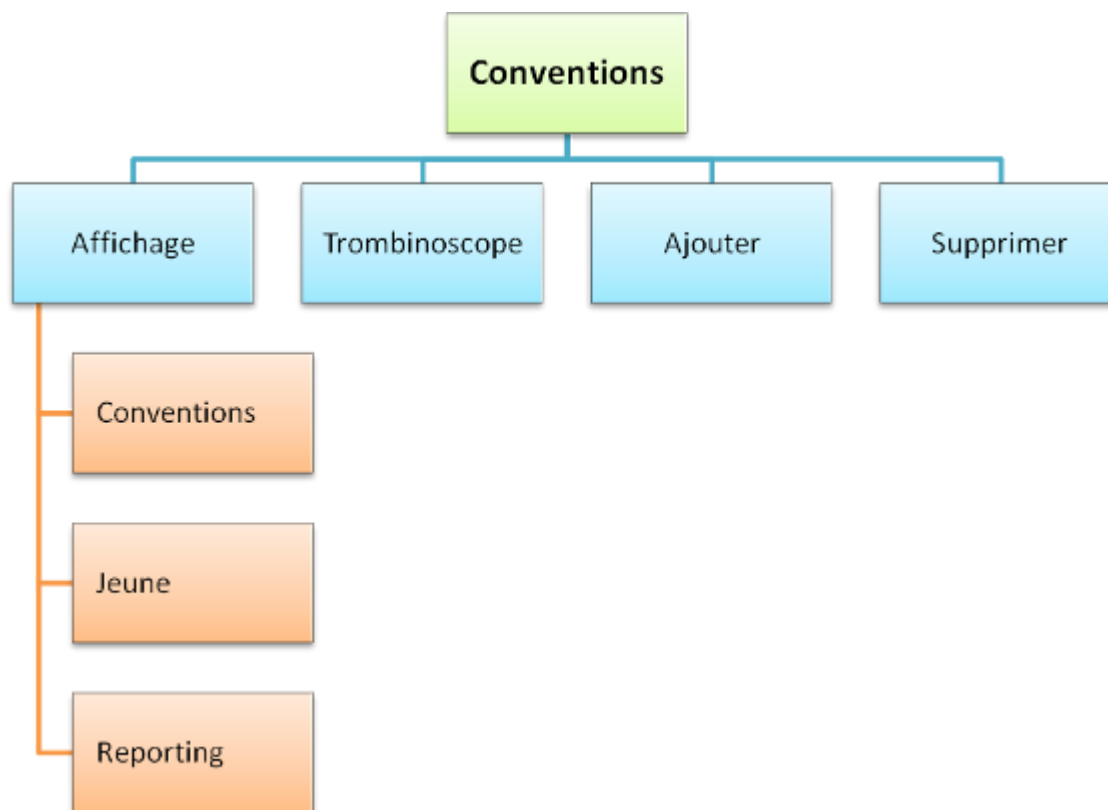 Conventions
Affichage
Trombinoscope
Ajouter
Supprimer
Conventions
Jeune
Reporting